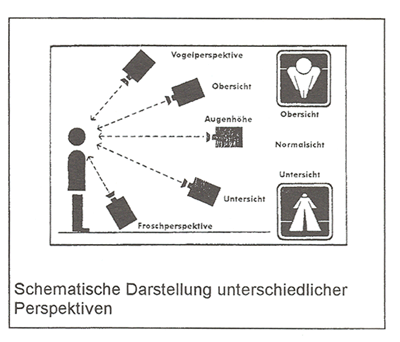 Vogelperspektive
Obersicht
Augenhöhe
Obersicht
Normalsicht
Untersicht
Untersicht
Froschperspektive
Schematische Darstellung unterschiedlicher
Perspektiven